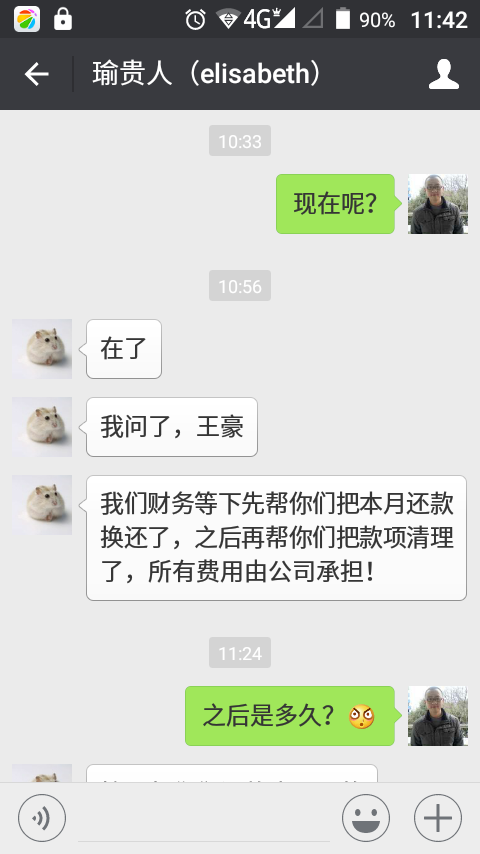 4G 90% 11:42
瑜贵人（elisabeth）
10:33
现在呢？
10:56
在了
我问了，王豪
我们财务等下先帮你们把本月还款
换还了，之后再帮你们把款项清理
了，所有费用由公司承担！
11:24
之后是多久？